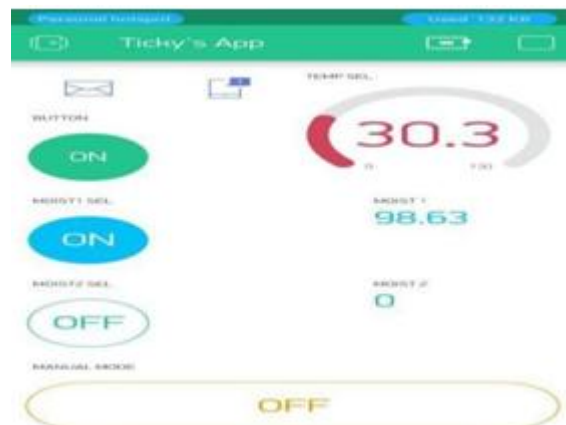 Personal hotspot Used 132 KB
Ticky's App
TEMP SEL.
BUTTON
ON
30.3
0
MOIST1 SEL.
MOIST 1
ON
98.63
MOIST2 SEL.
MOIST 2
OFF
0
MANUAL MODE
OFF